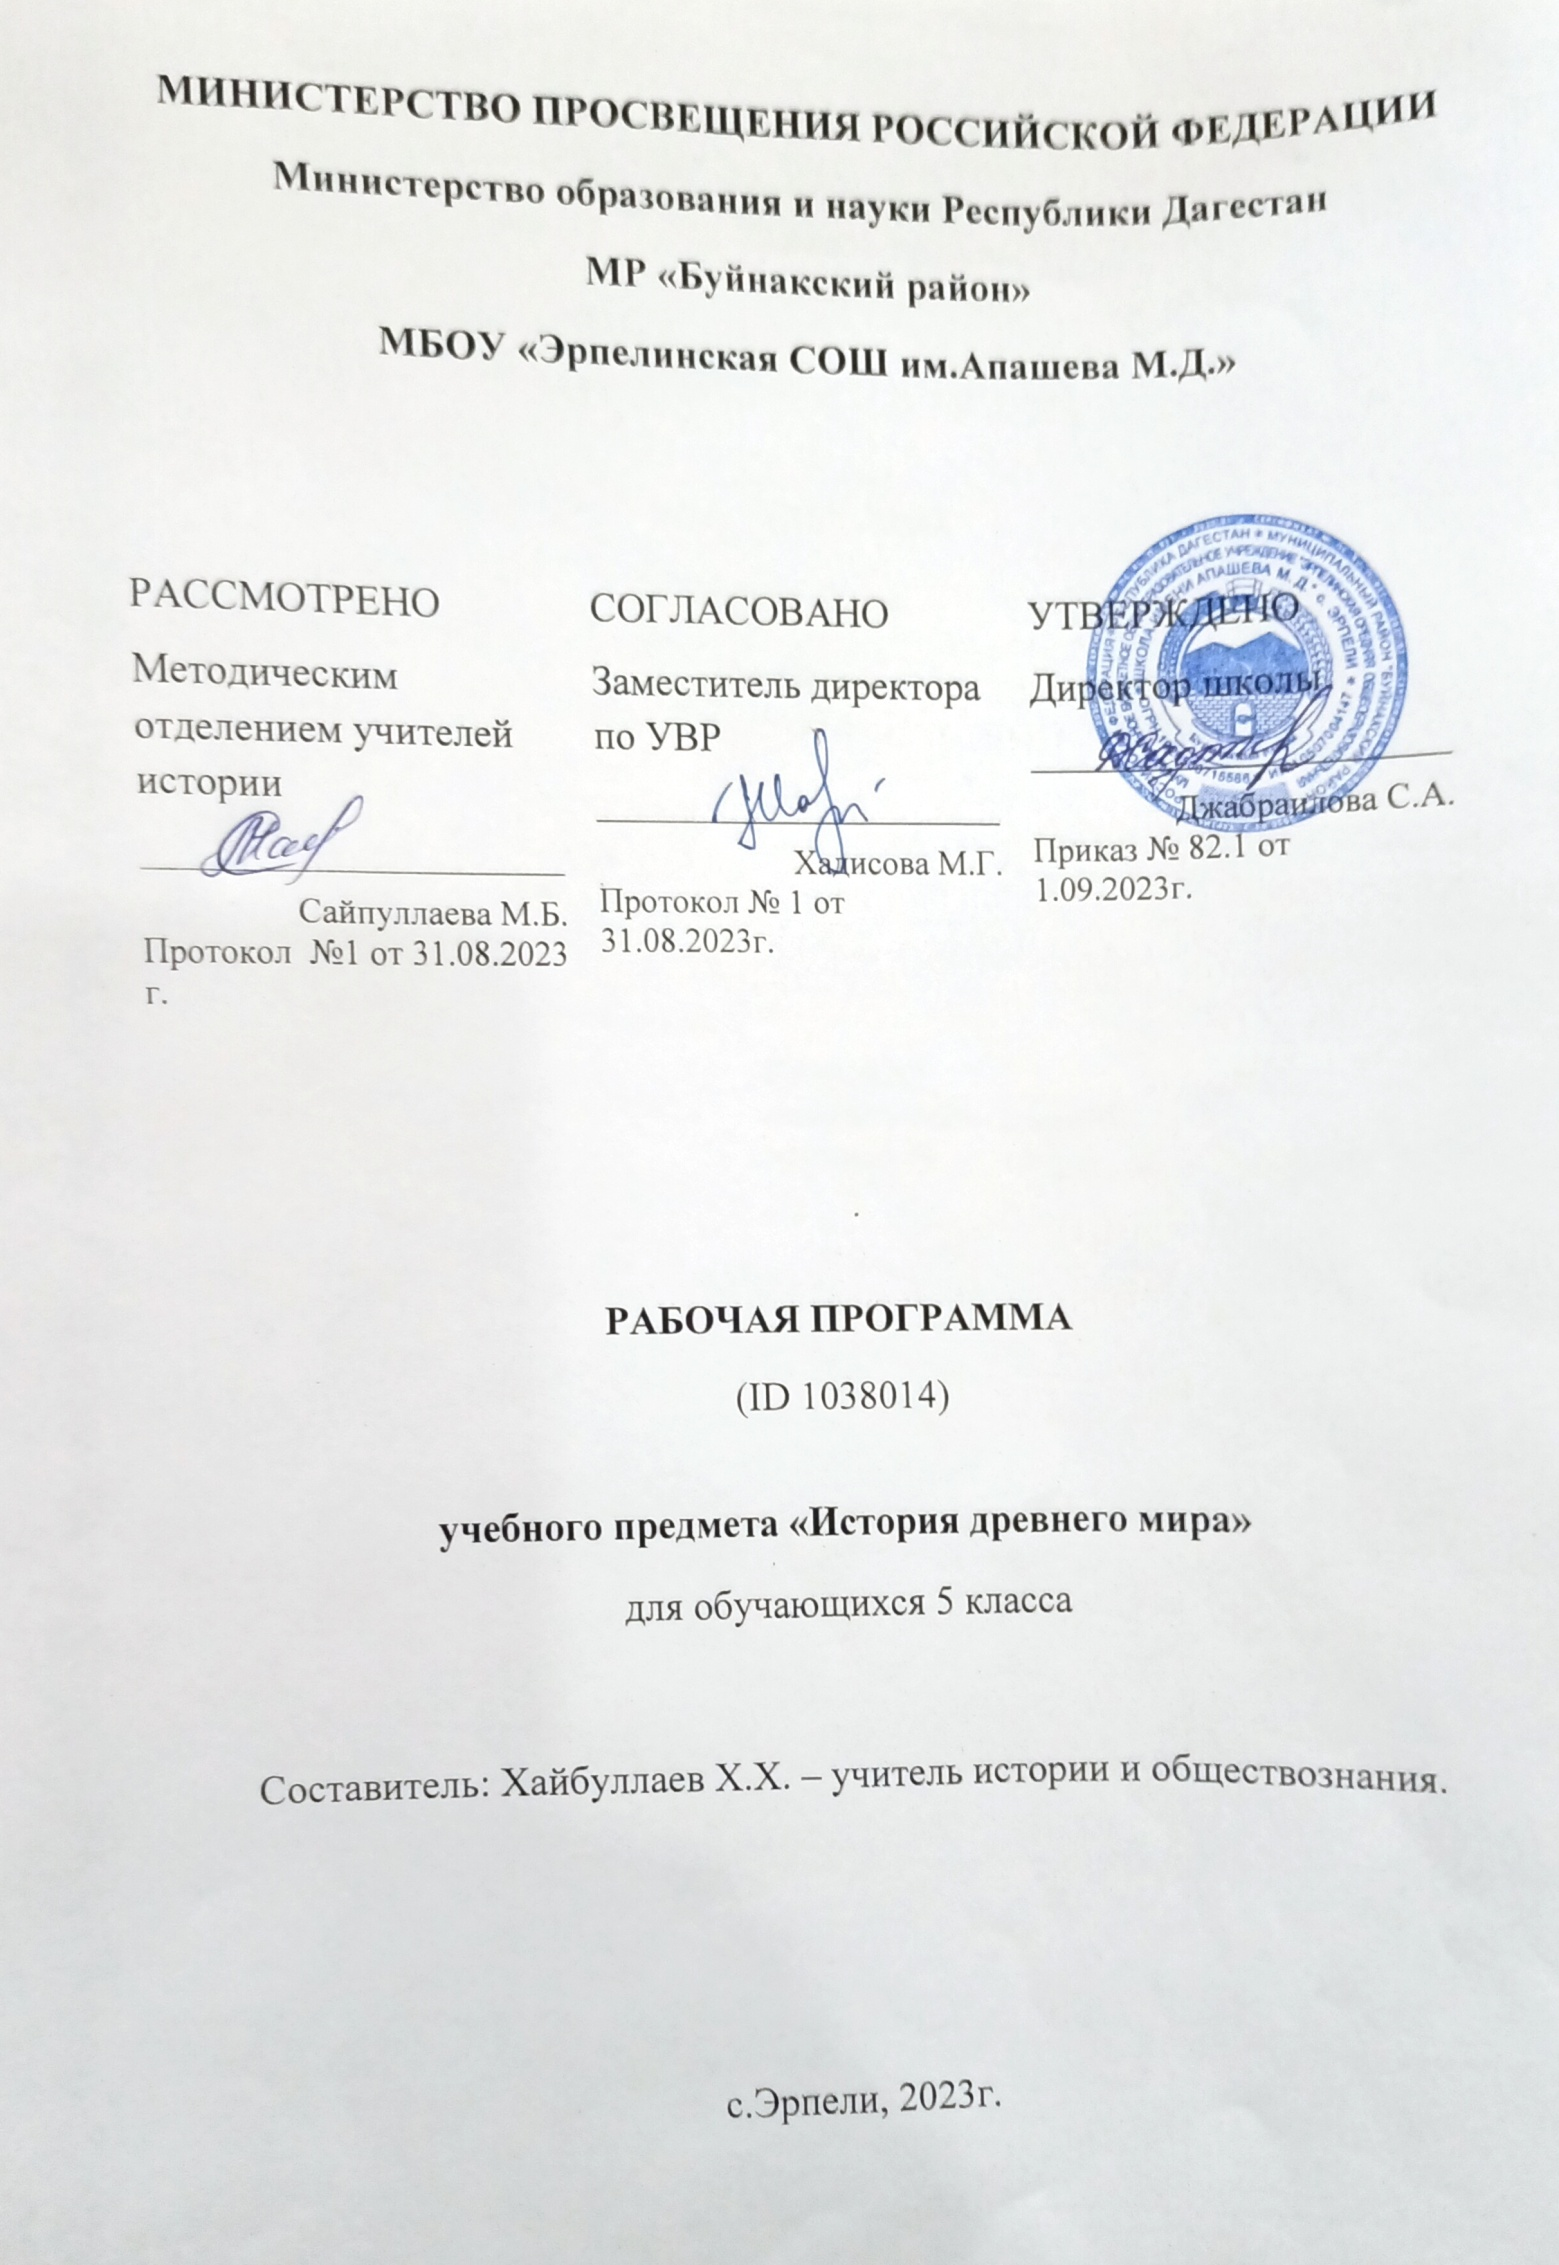 МИНИСТЕРСТВО ПРОСВЕЩЕНИЯ РОССИЙСКОЙ ФЕДЕРАЦИИ
Министерство образования и науки Республики Дагестан
МР «Буйнакский район»
МБОУ «Эрпелинская СОШ им.Апашева М.Д.»
РАССМОТРЕНО
Методическим
отделением учителей
истории
Сайпуллаева М.Б.
Протокол №1 от 31.08.2023
г.
СОГЛАСОВАНО
Заместитель директора
по УВР
Хадисова М.Г.
Протокол № 1 от
31.08.2023г.
УТВЕРЖДЕНО
Директор школы
Джабраилова С.А.
Приказ № 82.1 от
1.09.2023г.
РАБОЧАЯ ПРОГРАММА
(ID 1038014)
учебного предмета «История древнего мира»
для обучающихся 5 класса
Составитель: Хайбуллаев Х.Х. – учитель истории и обществознания.
с.Эрпели, 2023г.